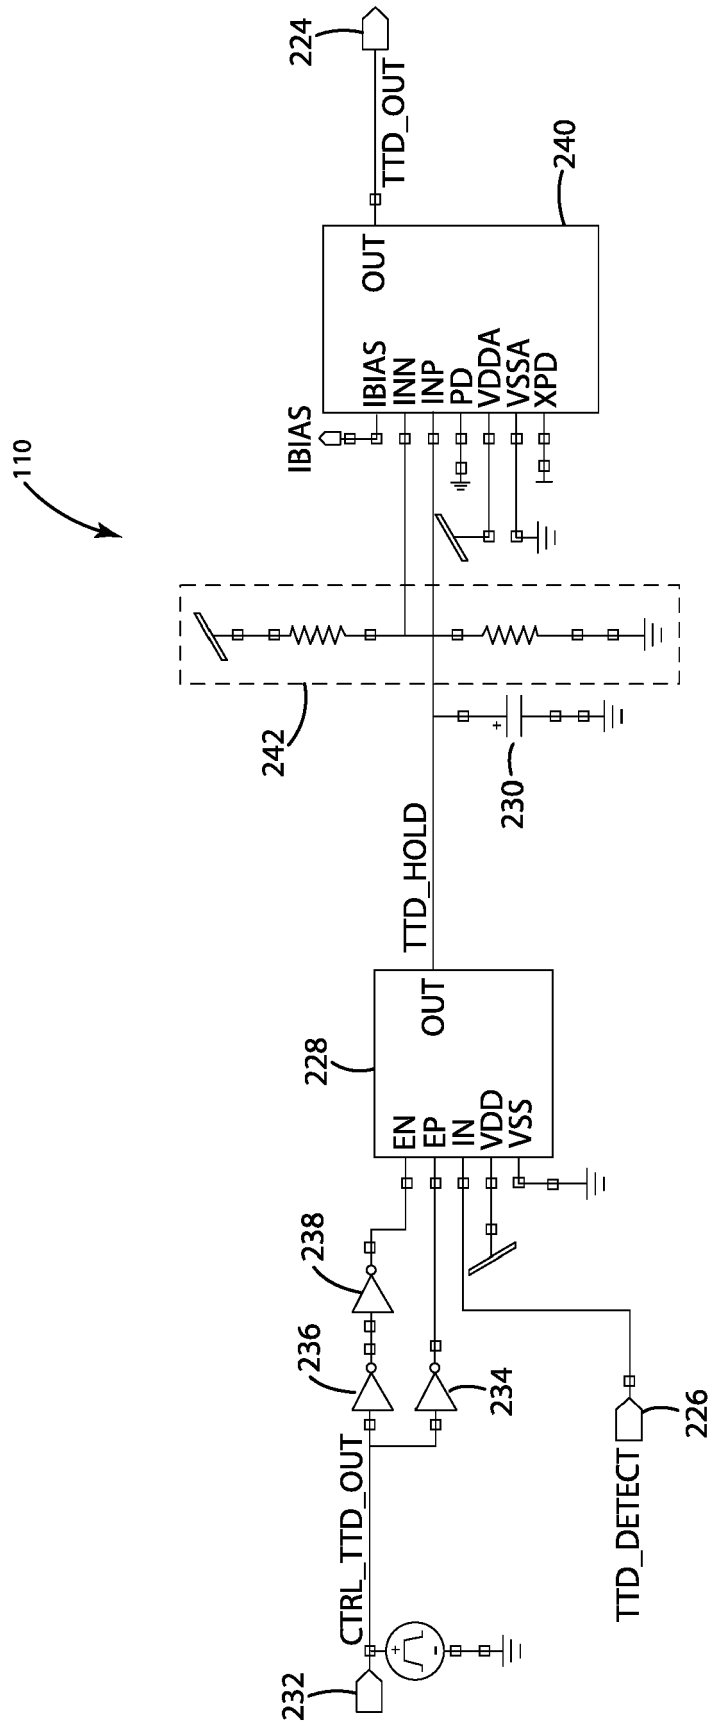 110
224
TTD_OUT
240
OUT
IBIAS
INN
INP
PD
VDDA
VSSA
XPD
IBIAS
242
+
230
TTD_HOLD
228
OUT
EN
EP
IN
VDD
VSS
238
236
234
226
TTD_DETECT
CTRL_TTD_OUT
232
+
-